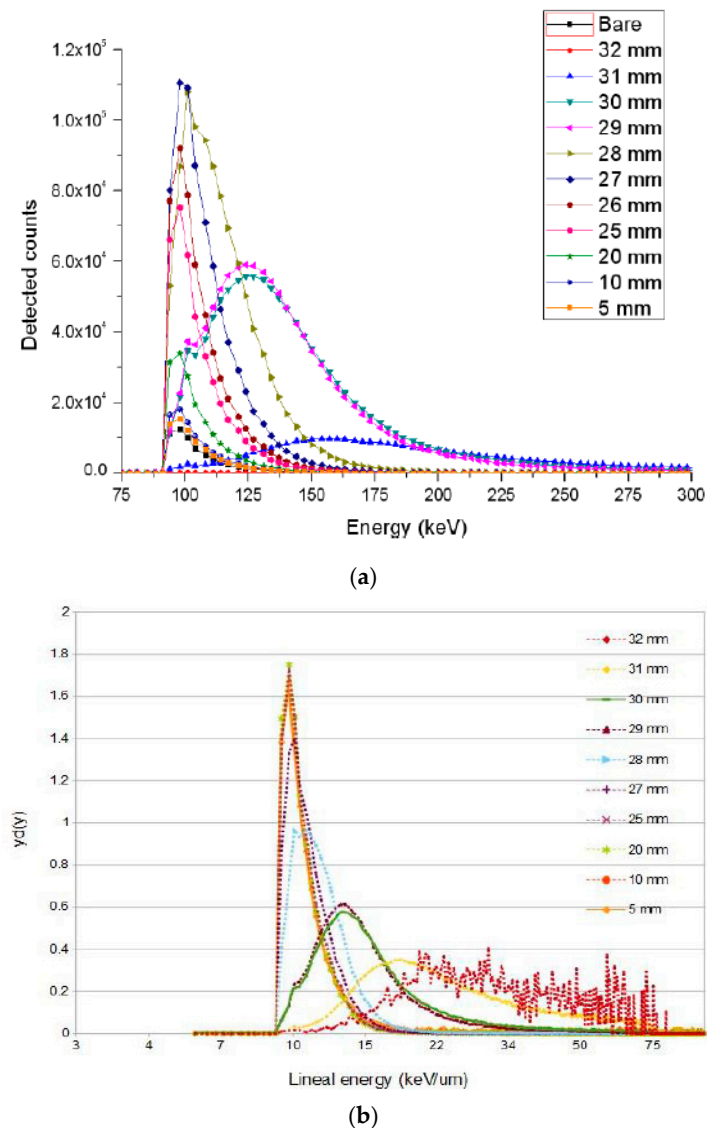 Bare
32 mm
31 mm
30 mm
29 mm
28 mm
27 mm
26 mm
25 mm
20 mm
10 mm
5 mm
1.2x10⁵
1.0x10⁵
8.0x10⁴
6.0x10⁴
4.0x10⁴
2.0x10⁴
0.0
Detected counts
75 100 125 150 175 200 225 250 275 300
Energy (keV)
(a)
2
1.8
1.6
1.4
1.2
1
0.8
0.6
0.4
0.2
0
yd(y)
32 mm
31 mm
30 mm
29 mm
28 mm
27 mm
25 mm
20 mm
10 mm
5 mm
3 4 7 10 15 22 34 50 75
Lineal energy (keV/um)
(b)